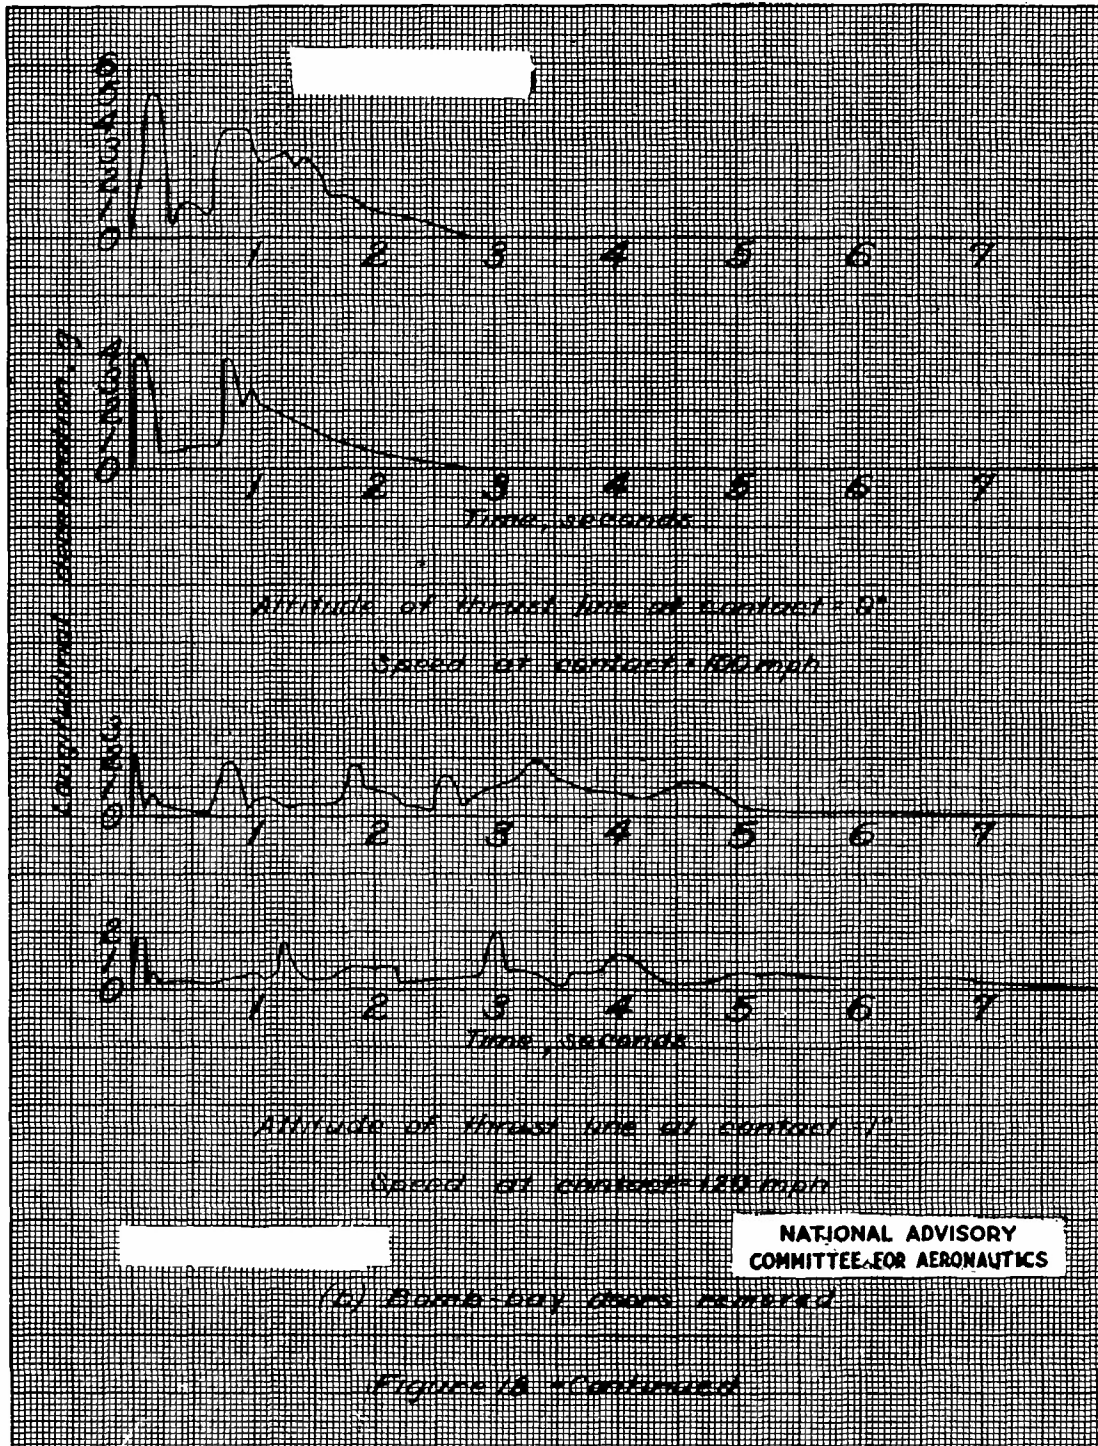 6
5
4
3
2
1
0
1 2 3 4 5 6 7
4
3
2
1
0
1 2 3 4 5 6 7
Longitudinal deceleration, g
Time, seconds
Attitude of thrust line at contact = 9°
Speed at contact = 100 mph
3
2
1
0
1 2 3 4 5 6 7
2
1
0
1 2 3 4 5 6 7
Time, seconds
Attitude of thrust line at contact = 1°
Speed at contact = 120 mph
NATIONAL ADVISORY
COMMITTEE FOR AERONAUTICS
(b) Bomb-bay doors removed
Figure 18 - Continued